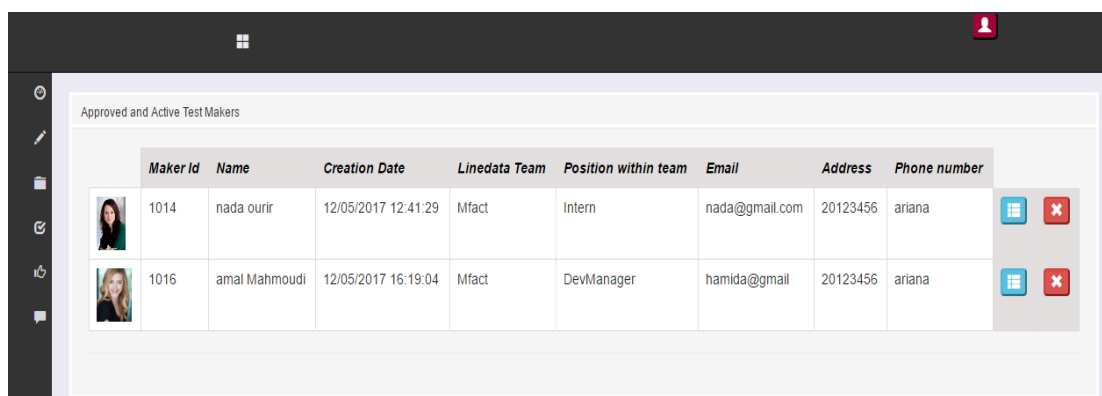 Approved and Active Test Makers
Maker Id Name Creation Date Linedata Team Position within team Email Address Phone number
1014 nada ourir 12/05/2017 12:41:29 Mfact Intern nada@gmail.com 20123456 ariana
1016 amal Mahmoudi 12/05/2017 16:19:04 Mfact DevManager hamida@gmail 20123456 ariana